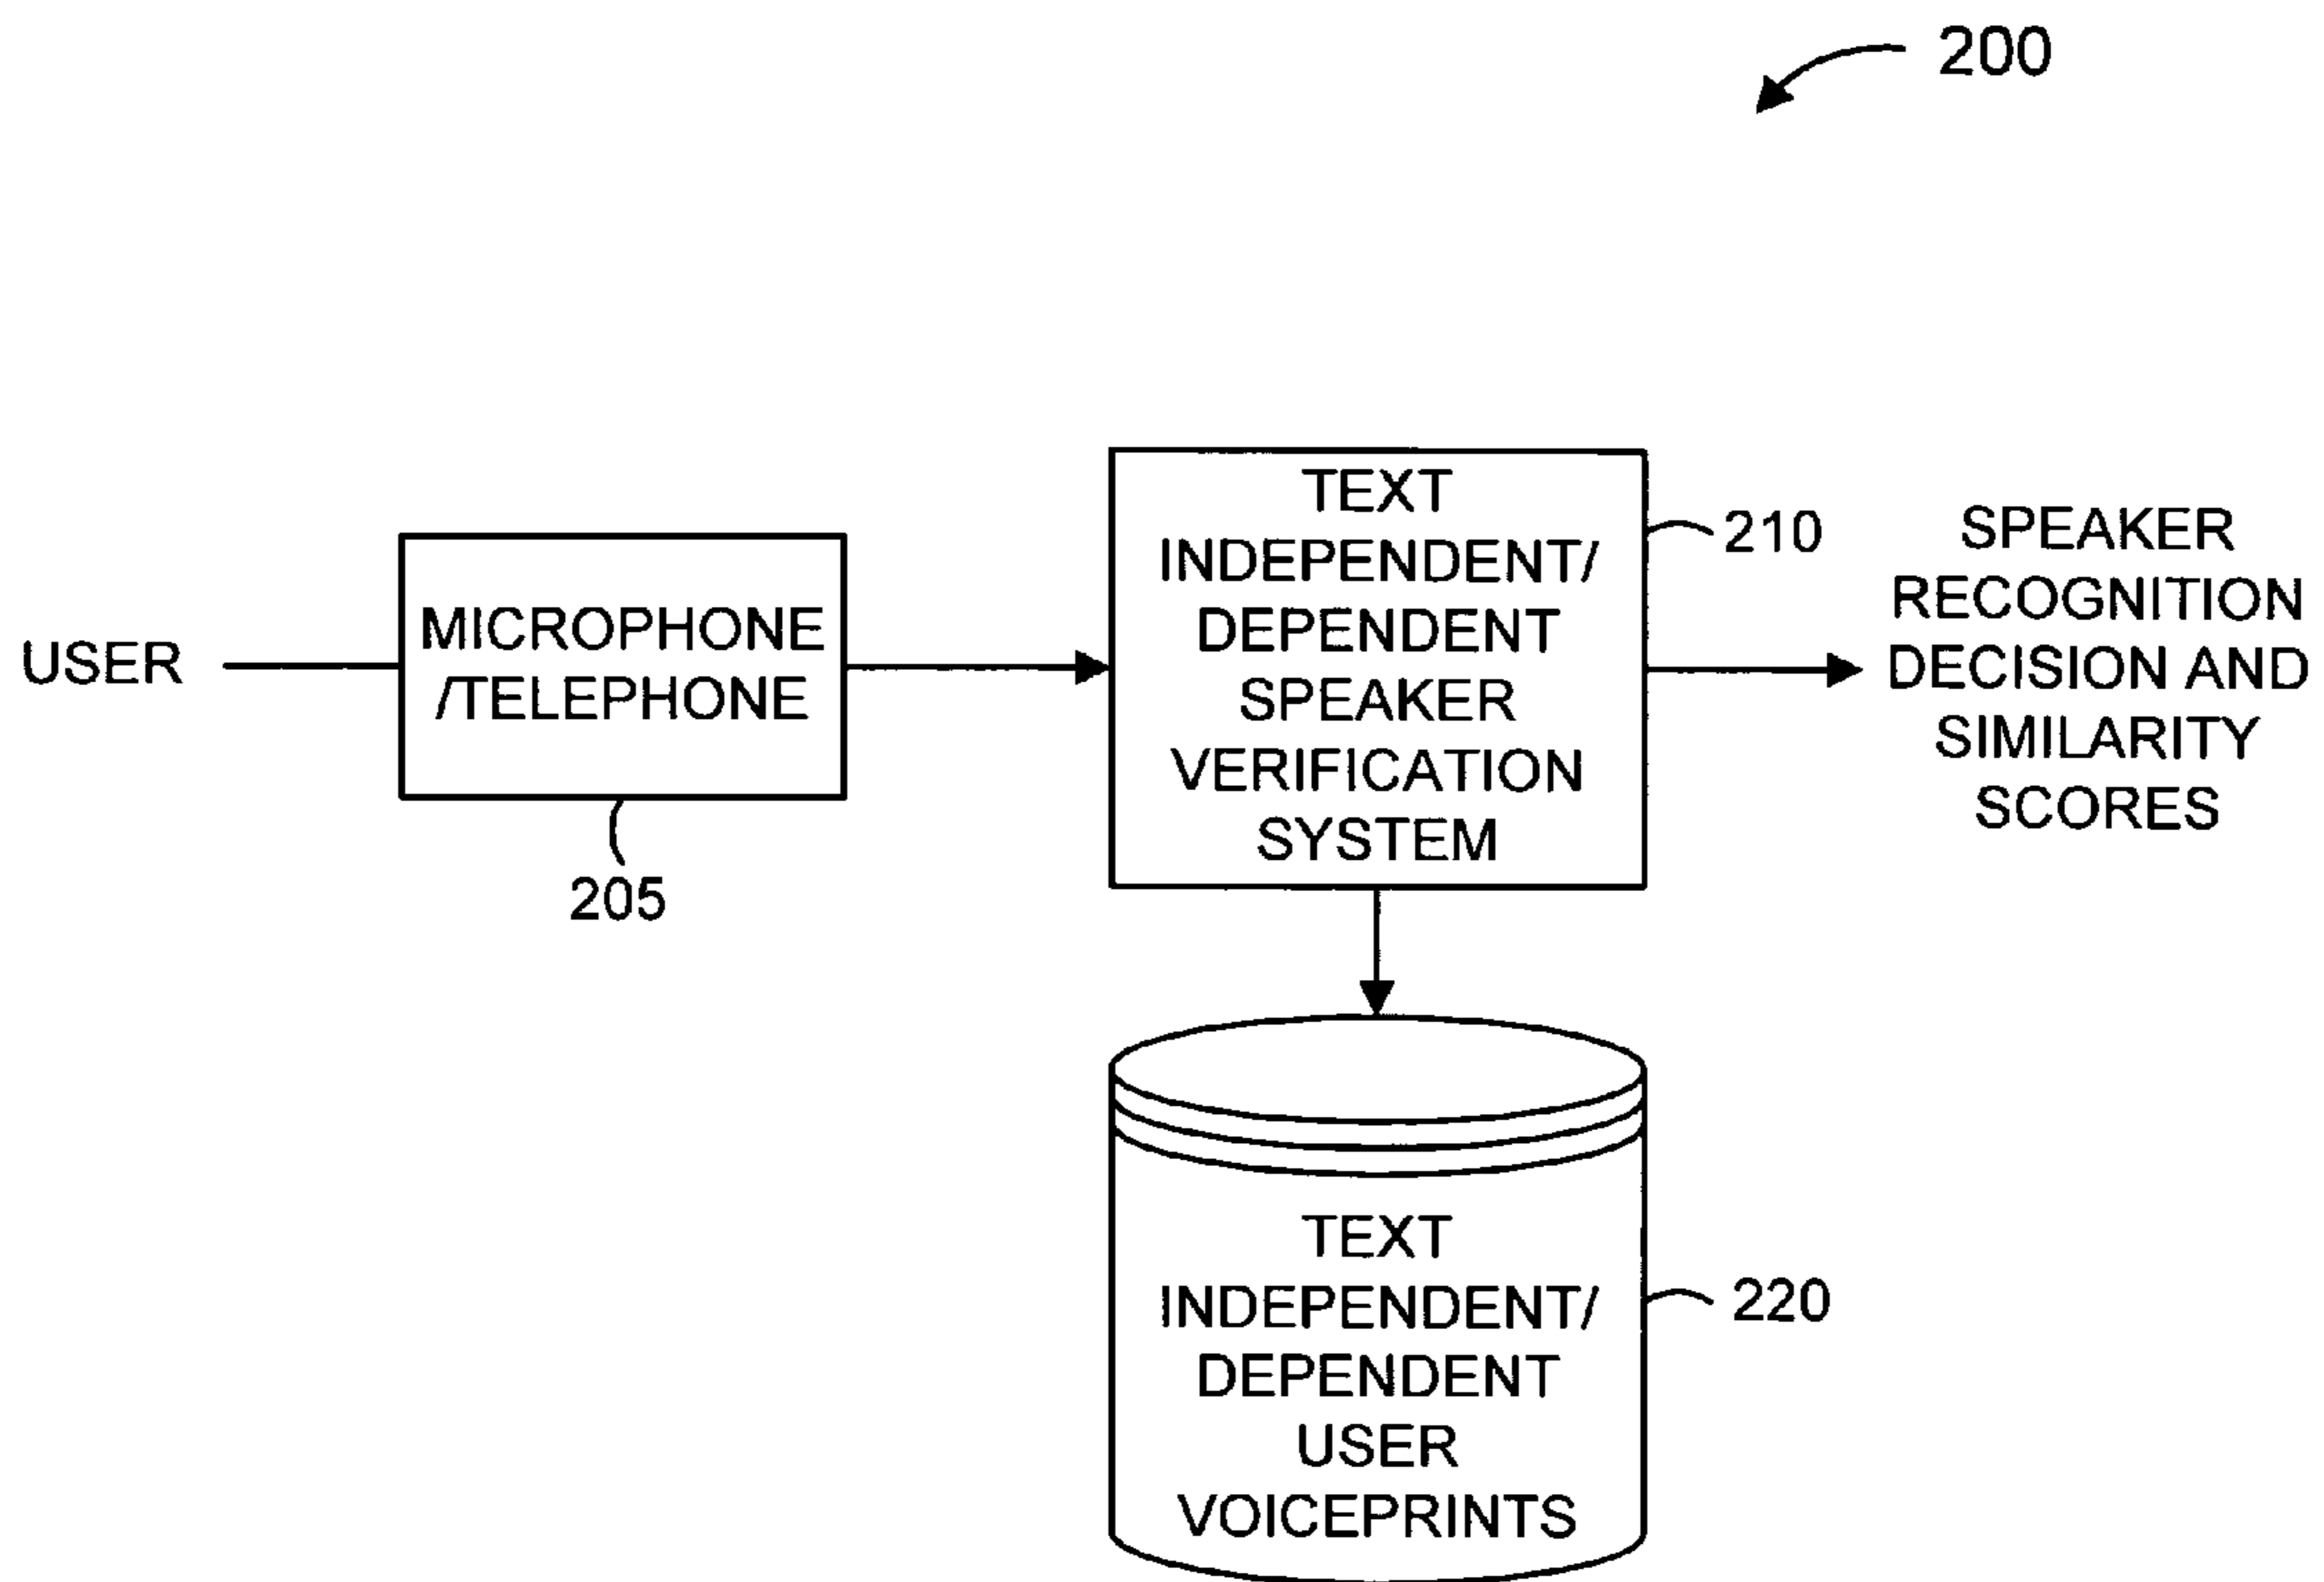 200
USER
MICROPHONE
/TELEPHONE
205
TEXT
INDEPENDENT/
DEPENDENT
SPEAKER
VERIFICATION
SYSTEM
210
SPEAKER
RECOGNITION
DECISION AND
SIMILARITY
SCORES
TEXT
INDEPENDENT/
DEPENDENT
USER
VOICEPRINTS
220